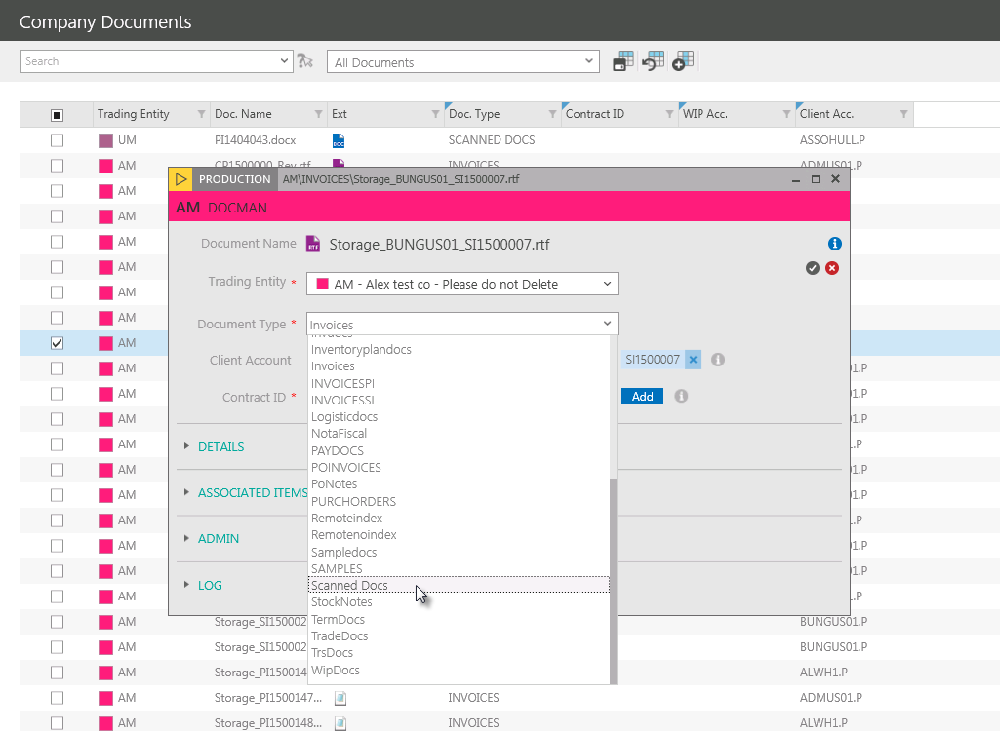 Company Documents
Search
All Documents
Trading Entity Doc. Name Ext Doc. Type Contract ID WIP Acc. Client Acc.
UM PI1404043.docx DOC SCANNED DOCS ASSOHULL.P
AM CP1500000_Rev.rtf INVOICES ADMUS01.P
PRODUCTION AM\INVOICES\Storage_BUNGUS01_SI1500007.rtf
AM
AM DOCMAN
AM
AM
Document Name RTF Storage_BUNGUS01_SI1500007.rtf
AM
AM
Trading Entity * AM - Alex test co - Please do not Delete
AM
Document Type * Invoices
AM
Inventoryplandocs
Client Account SI1500007
Invoices
AM 01.P
INVOICESPI
Contract ID * Add
AM 01.P
INVOICESSI
Logisticdocs
AM 01.P
NotaFiscal
DETAILS
AM .P
PAYDOCS
POINVOICES
AM 01.P
PoNotes
ASSOCIATED ITEMS
AM 01.P
PURCHORDERS
Remoteindex
AM .P
Remotenoindex
ADMIN
AM 01.P
Sampledocs
SAMPLES
AM 01.P
Scanned Docs
LOG
AM .P
StockNotes
TermDocs
AM Storage_SI150002 BUNGUS01.P
TradeDocs
AM Storage_SI150002 BUNGUS01.P
TrsDocs
WipDocs
AM Storage_PI150014 ALWH1.P
AM Storage_PI1500147... INVOICES ADMUS01.P
AM Storage_PI1500148... INVOICES ALWH1.P